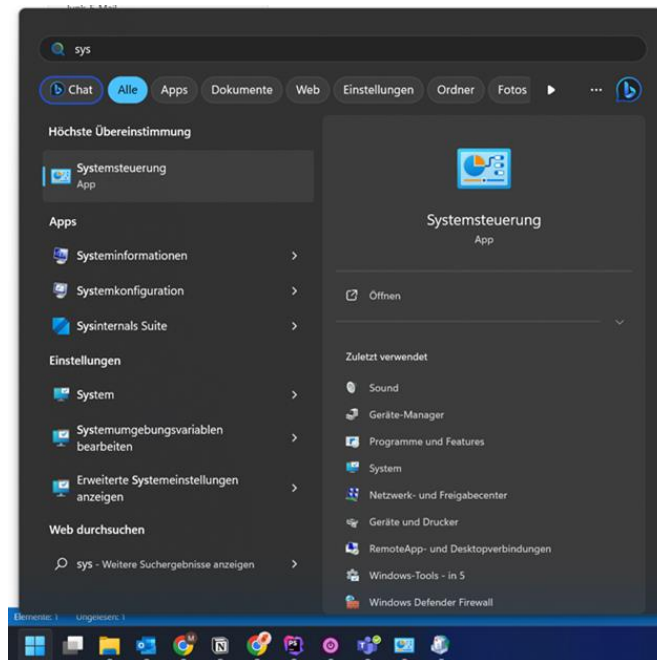 sys
Chat Alle Apps Dokumente Web Einstellungen Ordner Fotos ...
Höchste Übereinstimmung
Systemsteuerung
App
Apps
Systeminformationen
Systemkonfiguration
Sysinternals Suite
Einstellungen
System
Systemumgebungsvariablen
bearbeiten
Erweiterte Systemeinstellungen
anzeigen
Web durchsuchen
sys - Weitere Suchergebnisse anzeigen
Systemsteuerung
App
Öffnen
Zuletzt verwendet
Sound
Geräte-Manager
Programme und Features
System
Netzwerk- und Freigabecenter
Geräte und Drucker
RemoteApp- und Desktopverbindungen
Windows-Tools - in S
Windows Defender Firewall
Elemente: 1 Ungelesen: 1